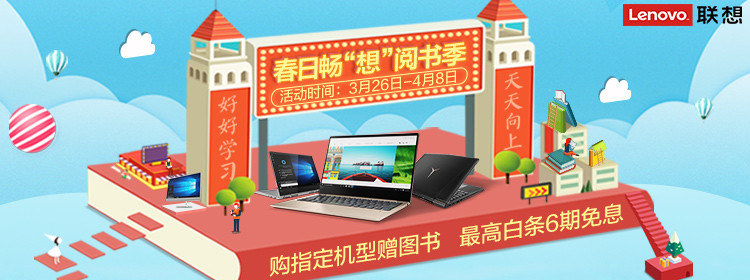 Lenovo 联想
春日畅“想”阅书季
活动时间：3月26日-4月8日
好好学习
天天向上
购指定机型赠图书 最高白条6期免息